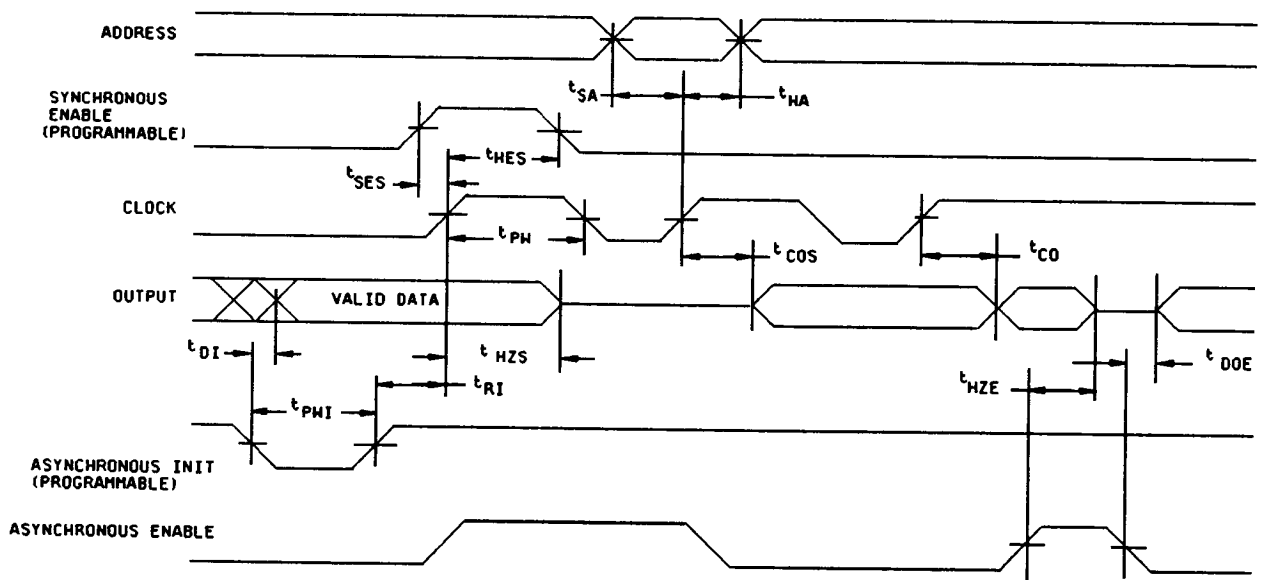 ADDRESS
tSA
tHA
SYNCHRONOUS
ENABLE
(PROGRAMMABLE)
tHES
tSES
CLOCK
tPW
tCOS
tCO
OUTPUT
VALID DATA
tDI
tHZS
tDOE
tRI
tHZE
tPWI
ASYNCHRONOUS INIT
(PROGRAMMABLE)
ASYNCHRONOUS ENABLE